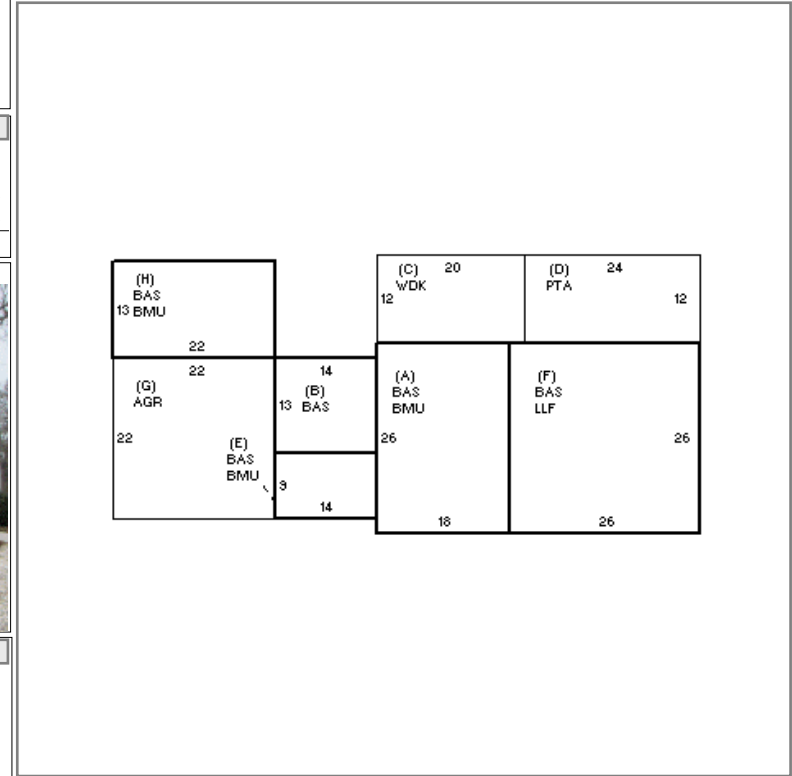 (H)
BAS
13 BMU
22
(C) 20
WDK
12
(D) 24
PTA
12
22
(G)
AGR
22
(E)
BAS
BMU
14
(B)
13 BAS
9
14
(A)
BAS
BMU
26
18
(F)
BAS
LLF
26
26